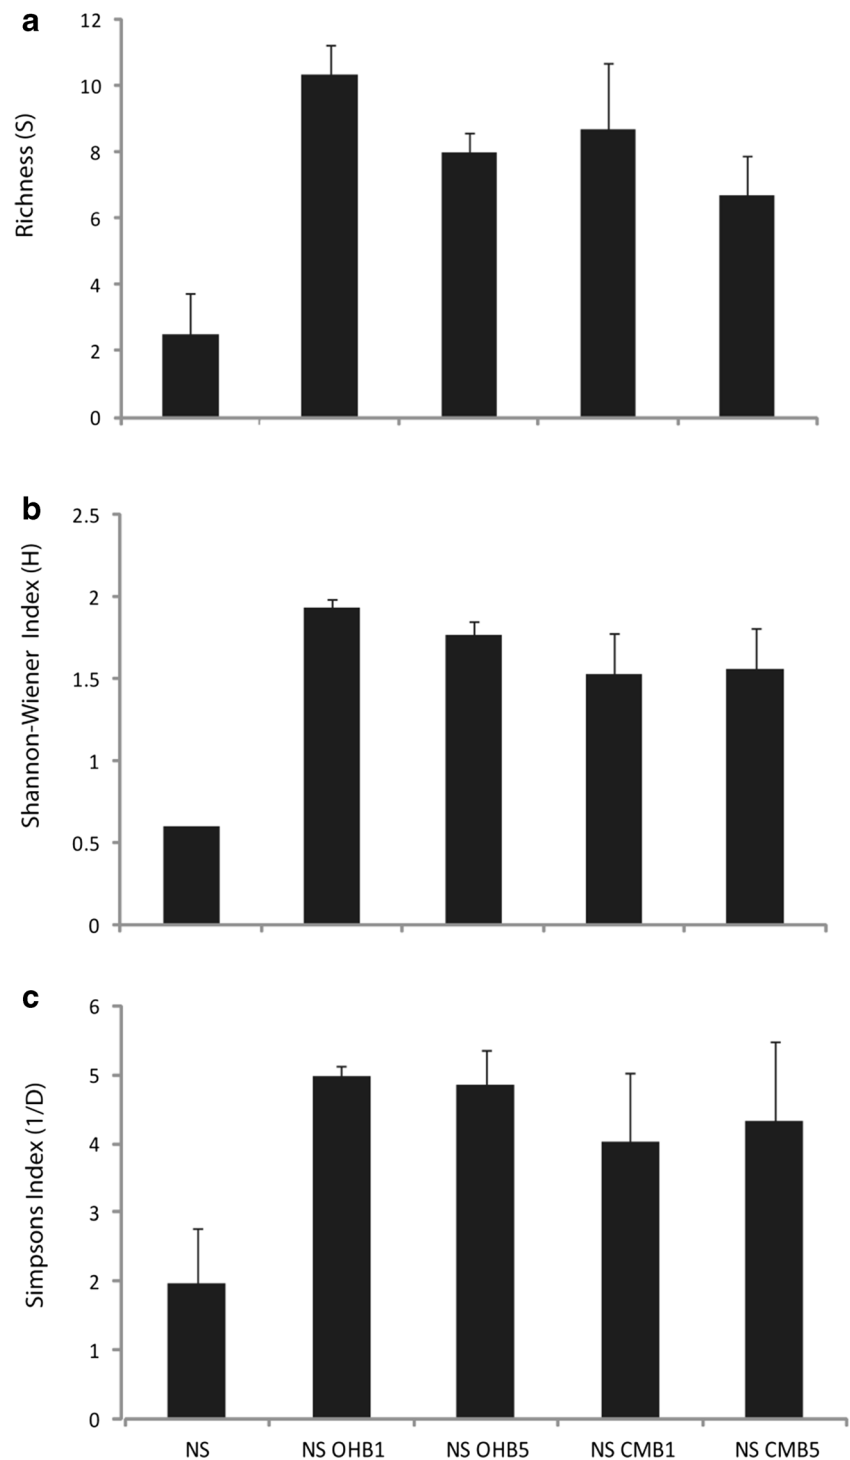 a
Richness (S)
12
10
8
6
4
2
0
b
Shannon-Wiener Index (H)
2.5
2
1.5
1
0.5
0
c
Simpsons Index (1/D)
6
5
4
3
2
1
0
NS NS OHB1 NS OHB5 NS CMB1 NS CMB5